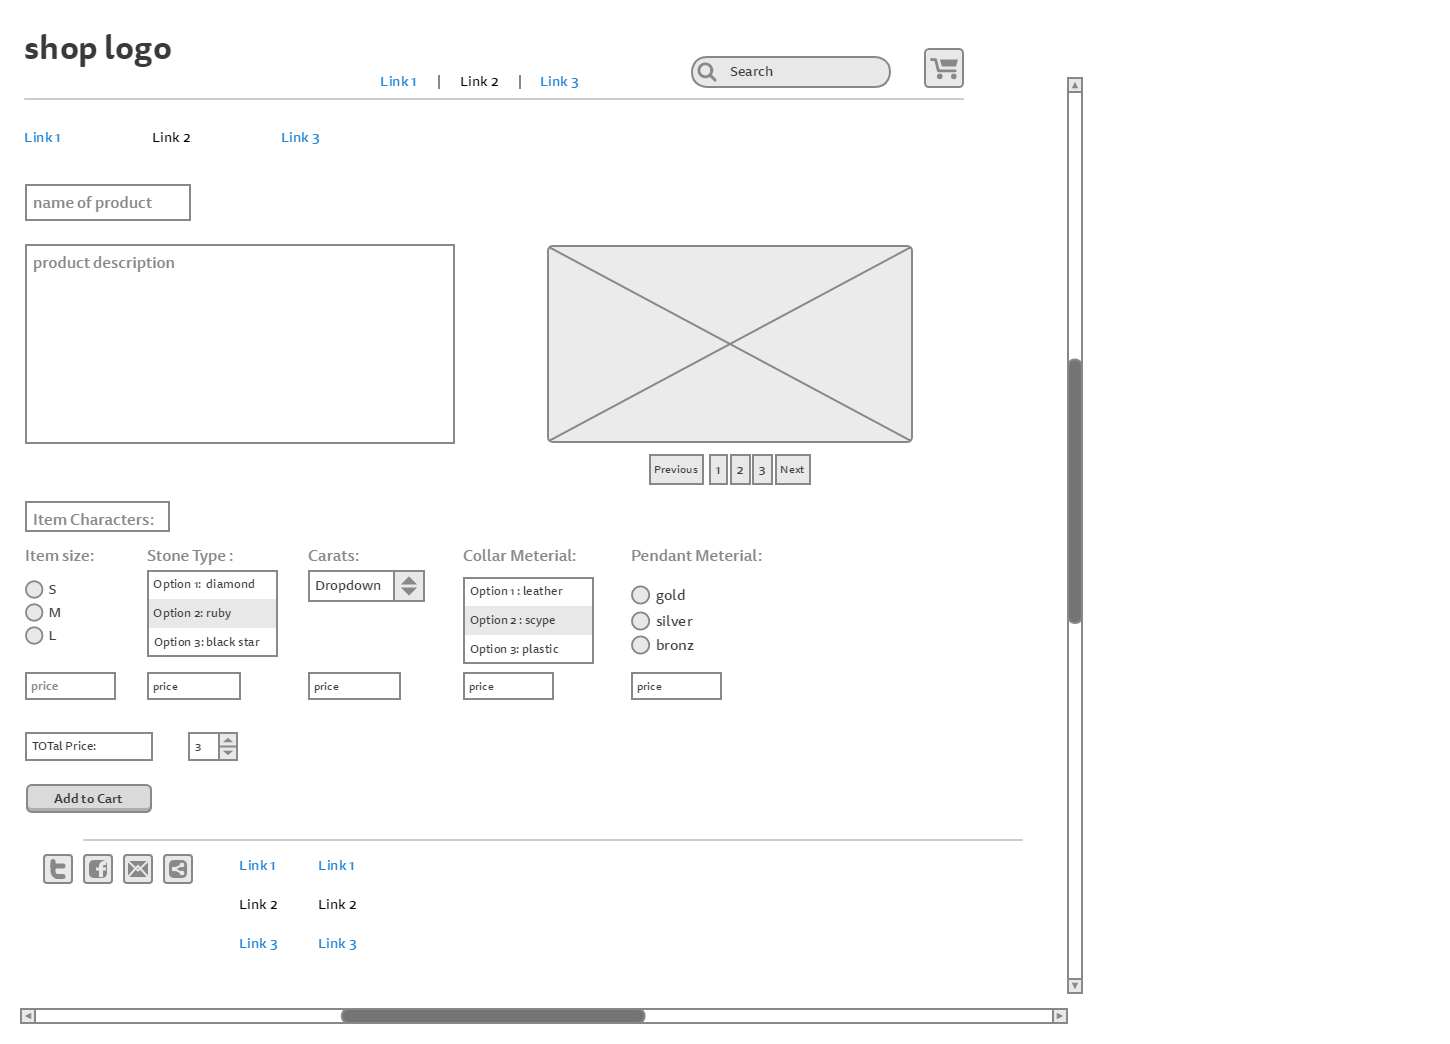 shop logo
Link 1 | Link 2 | Link 3
Search
Link 1 Link 2 Link 3
name of product
product description
Previous 1 2 3 Next
Item Characters:
Item size: Stone Type : Carats: Collar Meterial: Pendant Meterial:
S
M
L
Option 1: diamond
Option 2: ruby
Option 3: black star
Dropdown
Option 1 : leather
Option 2 : scype
Option 3: plastic
gold
silver
bronz
price price price price price
TOTal Price: 3
Add to Cart
Link 1 Link 1
Link 2 Link 2
Link 3 Link 3